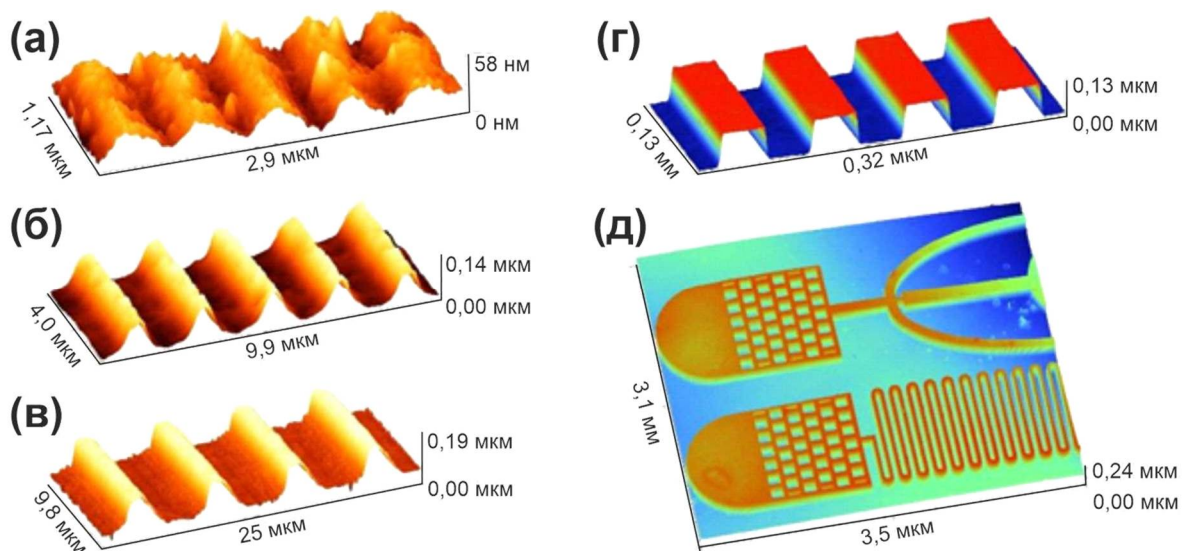 (а)
58 нм
0 нм
1,17 мкм
2,9 мкм
(б)
0,14 мкм
0,00 мкм
4,0 мкм
9,9 мкм
(в)
0,19 мкм
0,00 мкм
9,8 мкм
25 мкм
(г)
0,13 мкм
0,00 мкм
0,13 мм
0,32 мкм
(д)
3,1 мм
0,24 мкм
0,00 мкм
3,5 мкм